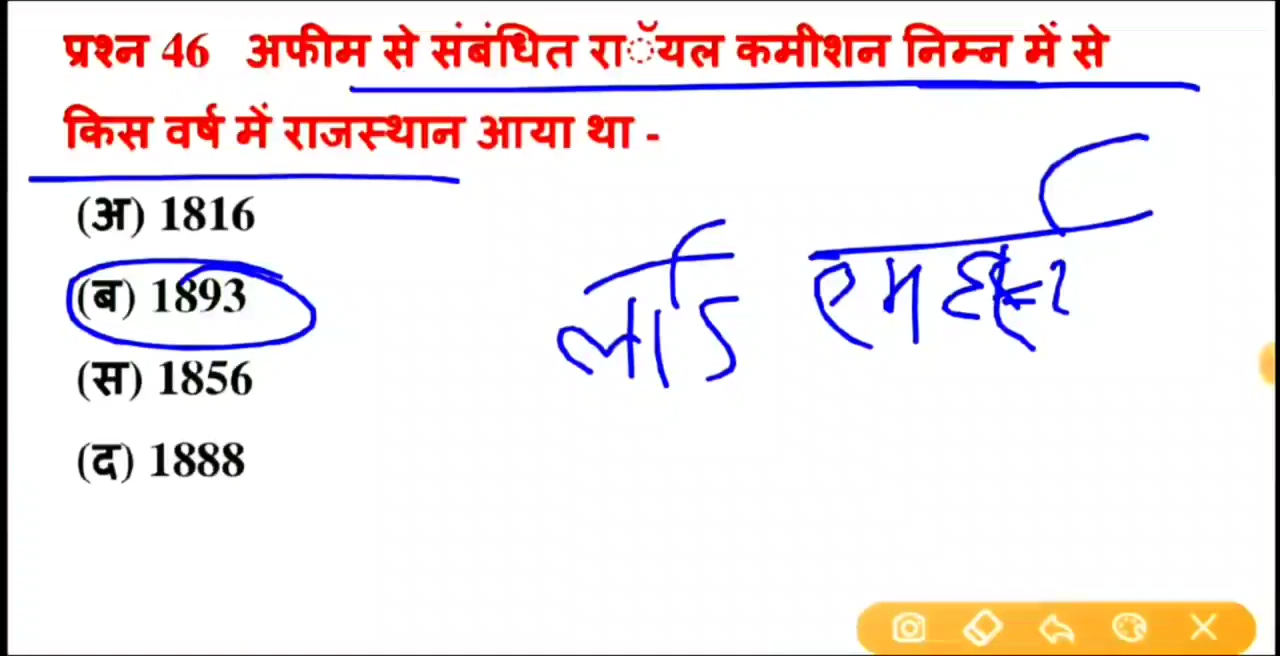 प्रश्न 46 अफीम से संबंधित राॅयल कमीशन निम्न में से
किस वर्ष में राजस्थान आया था -
(अ) 1816
(ब) 1893
(स) 1856
(द) 1888
लार्ड